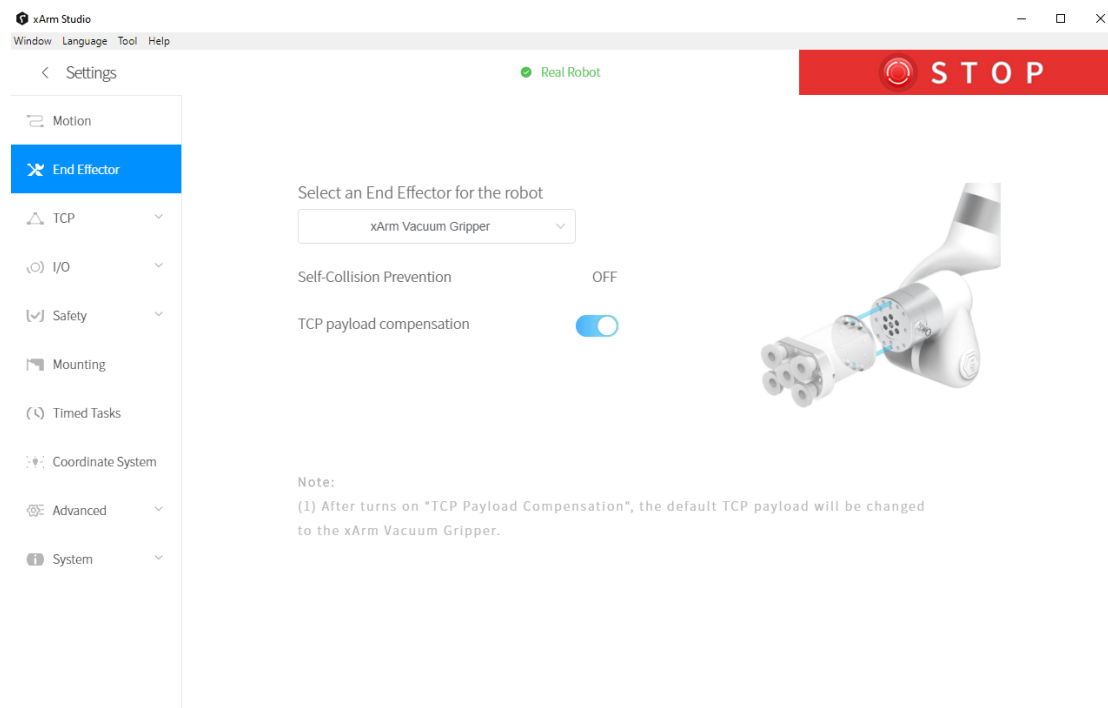 xArm Studio
Window Language Tool Help
Settings
Real Robot
STOP
Motion
End Effector
TCP
I/O
Safety
Mounting
Timed Tasks
Coordinate System
Advanced
System
Select an End Effector for the robot
xArm Vacuum Gripper
Self-Collision Prevention OFF
TCP payload compensation
Note:
(1) After turns on "TCP Payload Compensation", the default TCP payload will be changed
to the xArm Vacuum Gripper.